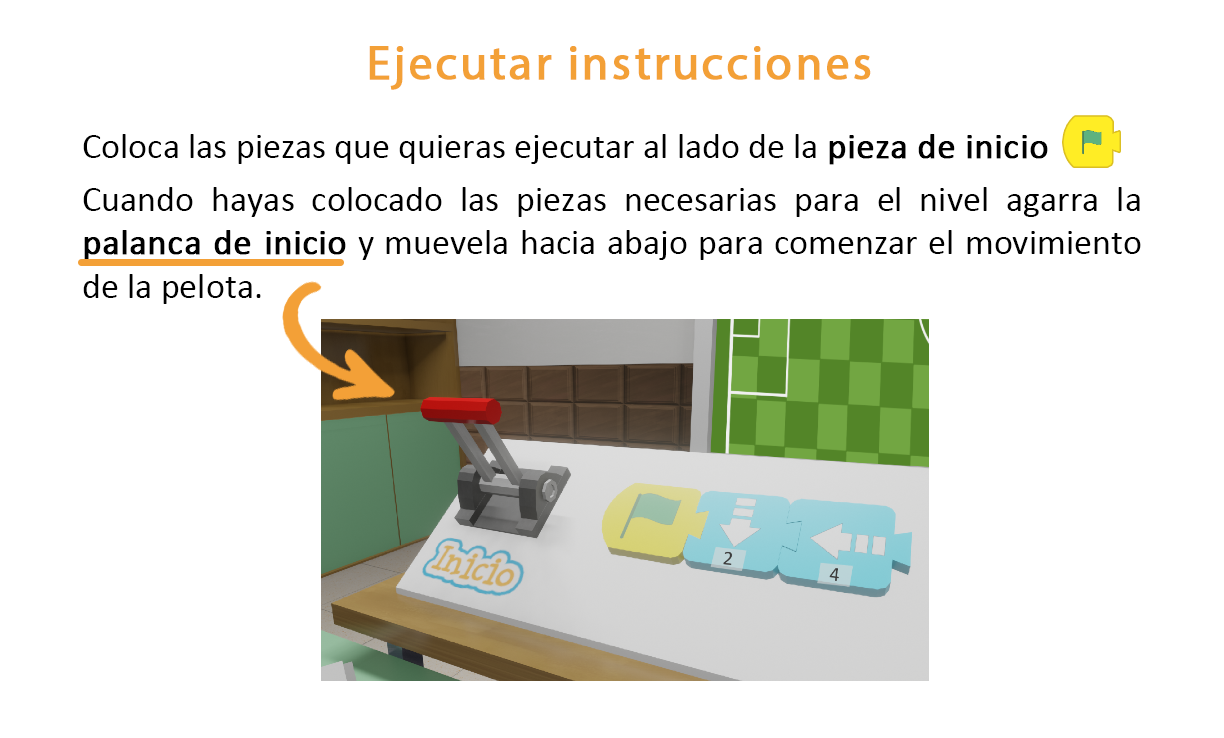 Ejecutar instrucciones
Coloca las piezas que quieras ejecutar al lado de la pieza de inicio
Cuando hayas colocado las piezas necesarias para el nivel agarra la
palanca de inicio y muevela hacia abajo para comenzar el movimiento
de la pelota.
Inicio
2
4